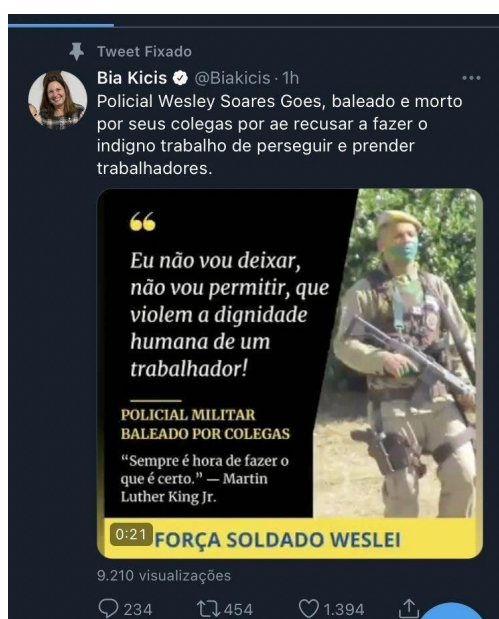 Tweet Fixado
Bia Kicis @Biakicis · 1h
Policial Wesley Soares Goes, baleado e morto
por seus colegas por ae recusar a fazer o
indigno trabalho de perseguir e prender
trabalhadores.
“
Eu não vou deixar,
não vou permitir, que
violem a dignidade
humana de um
trabalhador!
POLICIAL MILITAR
BALEADO POR COLEGAS
“Sempre é hora de fazer o
que é certo.” — Martin
Luther King Jr.
0:21 FORÇA SOLDADO WESLEI
9.210 visualizações
234 454 1.394